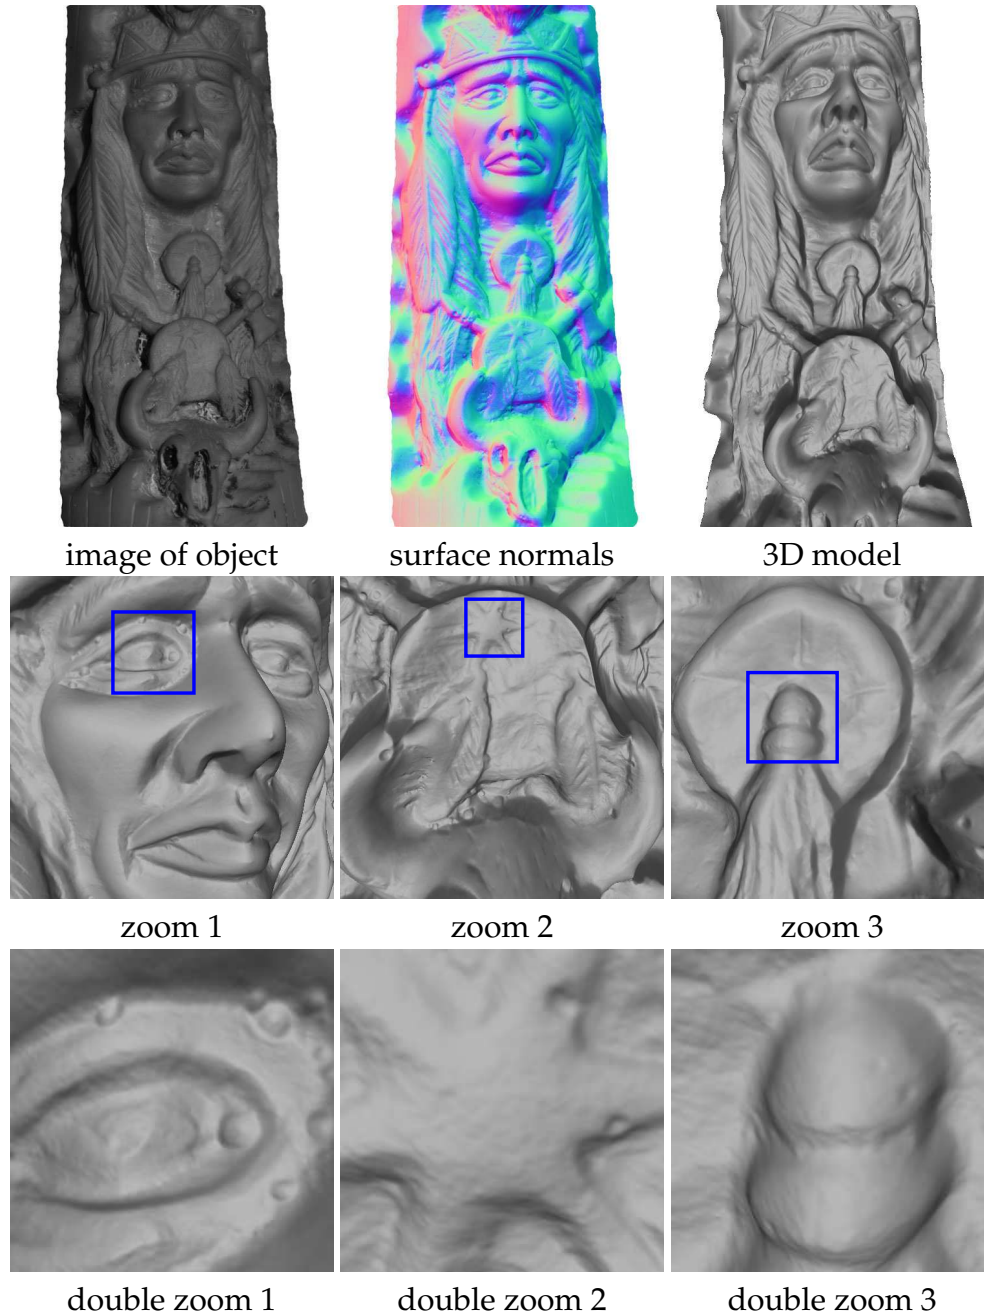 image of object
surface normals
3D model
zoom 1
zoom 2
zoom 3
double zoom 1
double zoom 2
double zoom 3